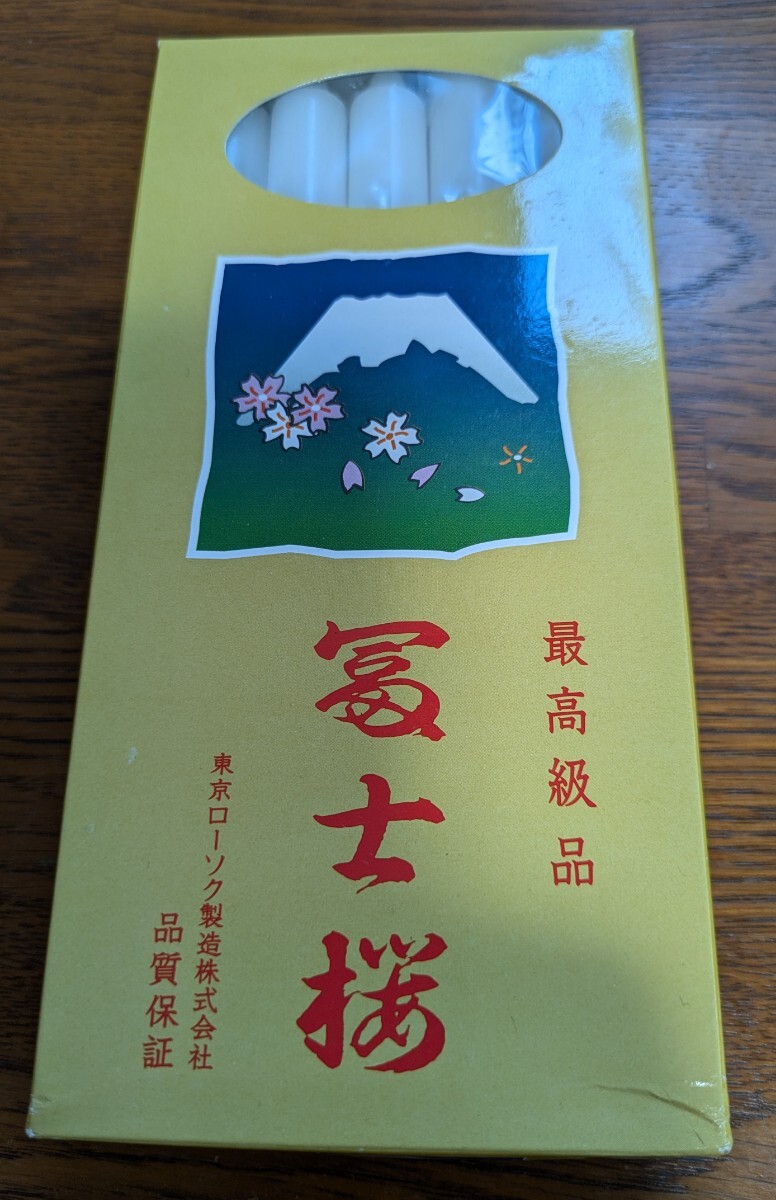 最高級品
冨士桜
東京ローソク製造株式会社
品質保証